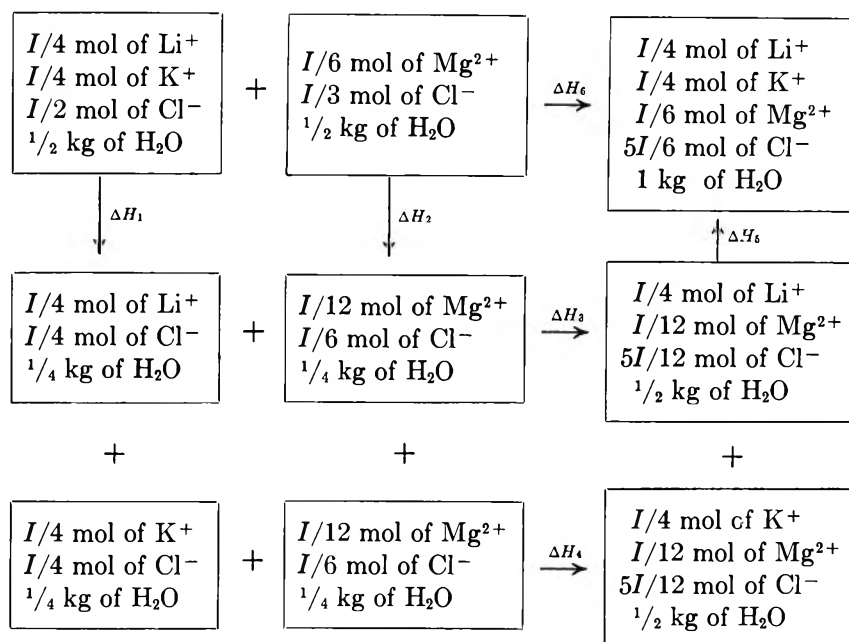 I/4 mol of Li⁺
I/4 mol of K⁺
I/2 mol of Cl⁻
1/2 kg of H₂O
+
I/6 mol of Mg²⁺
I/3 mol of Cl⁻
1/2 kg of H₂O
ΔH₆
I/4 mol of Li⁺
I/4 mol of K⁺
I/6 mol of Mg²⁺
5I/6 mol of Cl⁻
1 kg of H₂O
ΔH₁
ΔH₂
ΔH₅
I/4 mol of Li⁺
I/4 mol of Cl⁻
1/4 kg of H₂O
+
I/12 mol of Mg²⁺
I/6 mol of Cl⁻
1/4 kg of H₂O
ΔH₃
I/4 mol of Li⁺
I/12 mol of Mg²⁺
5I/12 mol of Cl⁻
1/2 kg of H₂O
+
+
+
I/4 mol of K⁺
I/4 mol of Cl⁻
1/4 kg of H₂O
+
I/12 mol of Mg²⁺
I/6 mol of Cl⁻
1/4 kg of H₂O
ΔH₄
I/4 mol of K⁺
I/12 mol of Mg²⁺
5I/12 mol of Cl⁻
1/2 kg of H₂O